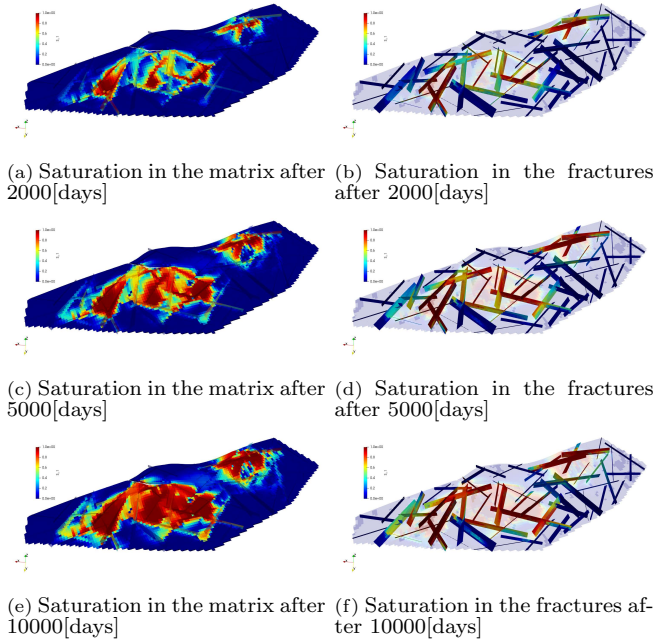 (a) Saturation in the matrix after
2000[days]
(b) Saturation in the fractures
after 2000[days]
(c) Saturation in the matrix after
5000[days]
(d) Saturation in the fractures
after 5000[days]
(e) Saturation in the matrix after
10000[days]
(f) Saturation in the fractures af-
ter 10000[days]